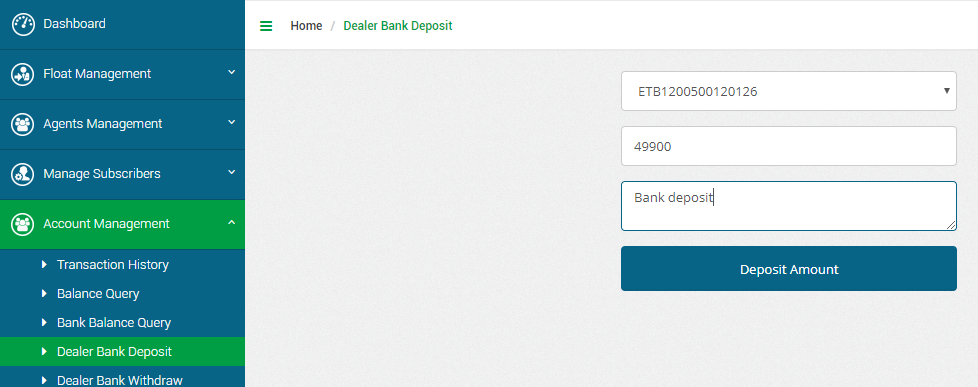 Dashboard
Home / Dealer Bank Deposit
Float Management
ETB1200500120126
Agents Management
49900
Manage Subscribers
Bank deposit
Account Management
Transaction History
Deposit Amount
Balance Query
Bank Balance Query
Dealer Bank Deposit
Dealer Bank Withdraw